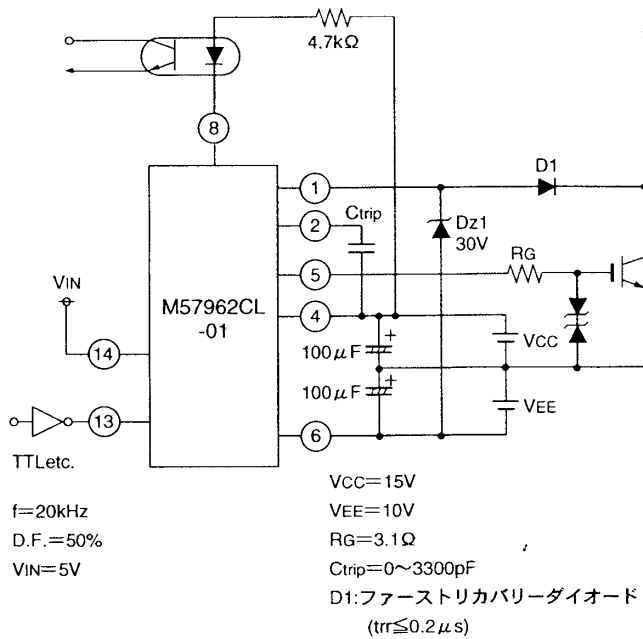 4.7kΩ
8
1
D1
2
Ctrip
Dz1
30V
5
RG
VIN
M57962CL
-01
4
14
100μF
+
VCC
100μF
+
VEE
13
6
TTLetc.
f=20kHz
D.F.=50%
VIN=5V
VCC=15V
VEE=10V
RG=3.1Ω
Ctrip=0〜3300pF
D1:ファーストリカバリーダイオード
(trr≦0.2μs)